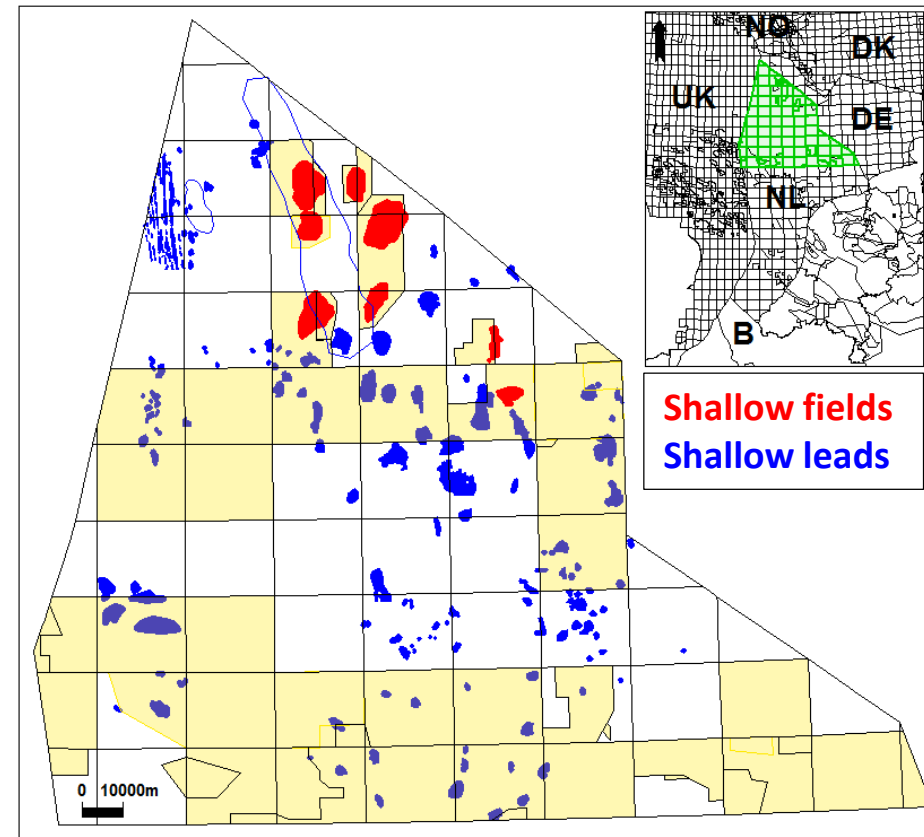 NO
DK
UK
DE
NL
B
Shallow fields
Shallow leads
0 10000m